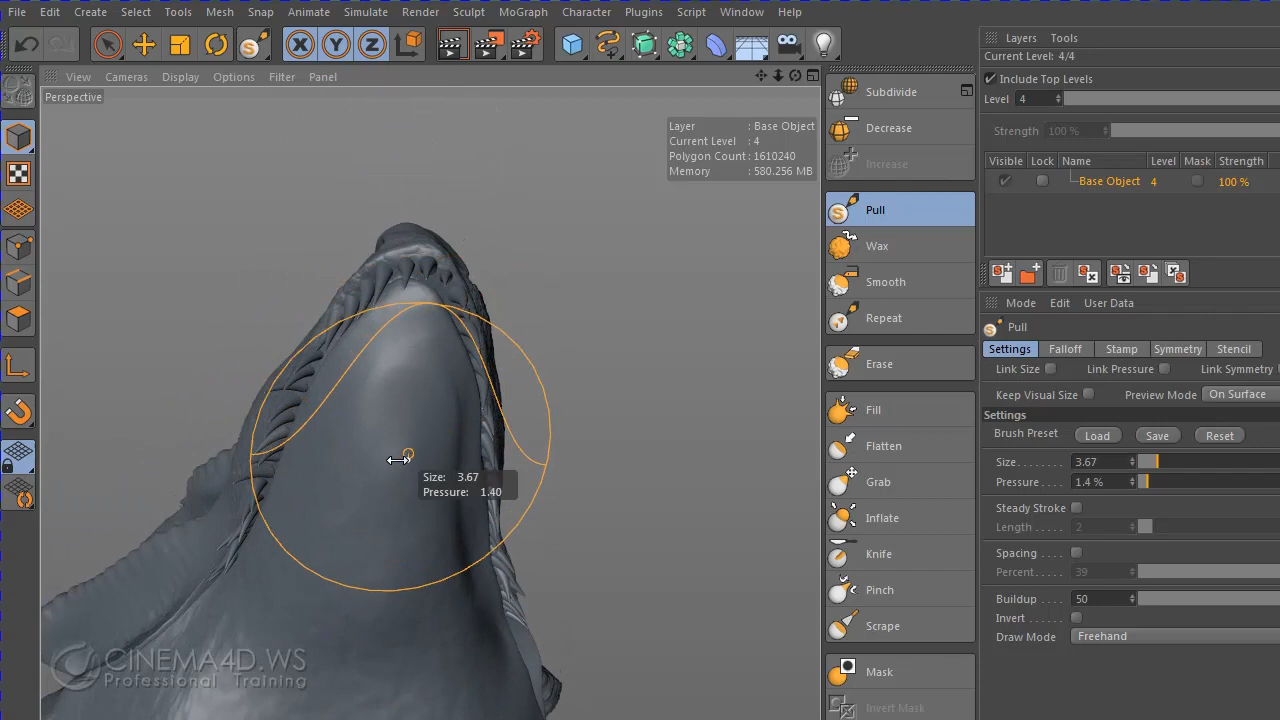 File Edit Create Select Tools Mesh Snap Animate Simulate Render Sculpt MoGraph Character Plugins Script Window Help
X Y Z
Layers Tools
Current Level: 4/4
Include Top Levels
Level 4
Strength 100 %
Visible Lock Name Level Mask Strength
Base Object 4 100 %
View Cameras Display Options Filter Panel
Perspective
Layer : Base Object
Current Level : 4
Polygon Count : 1610240
Memory : 580.256 MB
Size: 3.67
Pressure: 1.40
CINEMA4D.WS
Professional Training
Subdivide
Decrease
Increase
Pull
Wax
Smooth
Repeat
Erase
Fill
Flatten
Grab
Inflate
Knife
Pinch
Scrape
Mask
Invert Mask
Mode Edit User Data
Pull
Settings Falloff Stamp Symmetry Stencil
Link Size Link Pressure Link Symmetry
Keep Visual Size Preview Mode On Surface
Settings
Brush Preset Load Save Reset
Size 3.67
Pressure 1.4 %
Steady Stroke
Length 2
Spacing
Percent 39
Buildup 50
Invert
Draw Mode Freehand